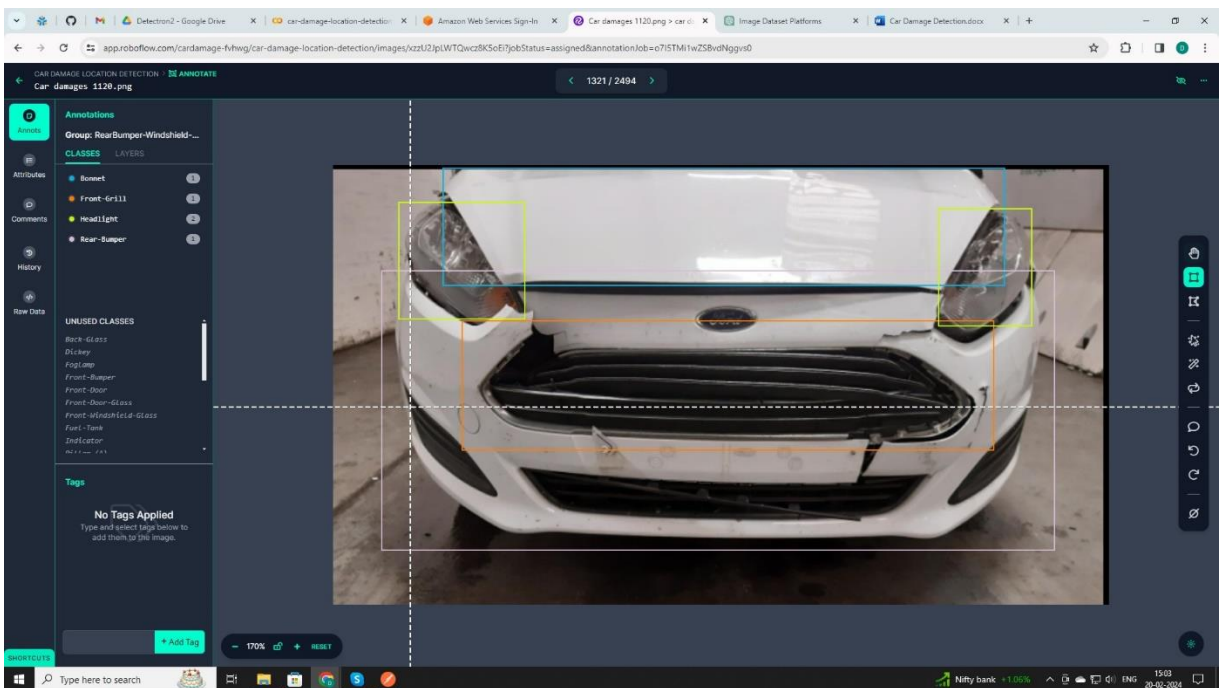 Detectron2 - Google Drive
car-damage-location-detection
Amazon Web Services Sign-In
Car damages 1120.png > car d
Image Dataset Platforms
Car Damage Detection.docx
app.roboflow.com/cardamage-fvhwg/car-damage-location-detection/images/xzzU2JpLWTQwcz8K5oEi?jobStatus=assigned&annotationJob=o7I5TMi1wZSBvdNggvs0
CAR DAMAGE LOCATION DETECTION > ANNOTATE
Car damages 1120.png
1321 / 2494
Annots
Attributes
Comments
History
Raw Data
Annotations
Group: RearBumper-Windshield-...
CLASSES LAYERS
Bonnet 1
Front-Grill 1
Headlight 2
Rear-Bumper 1
UNUSED CLASSES
Back-Glass
Dickey
Foglamp
Front-Bumper
Front-Door
Front-Door-Glass
Front-Windshield-Glass
Fuel-Tank
Indicator
Tags
No Tags Applied
Type and select tags below to
add them to the image.
+ Add Tag
SHORTCUTS
Ford
- 170% + RESET
Type here to search
Nifty bank +1.06%
ENG
15:03
20-02-2024